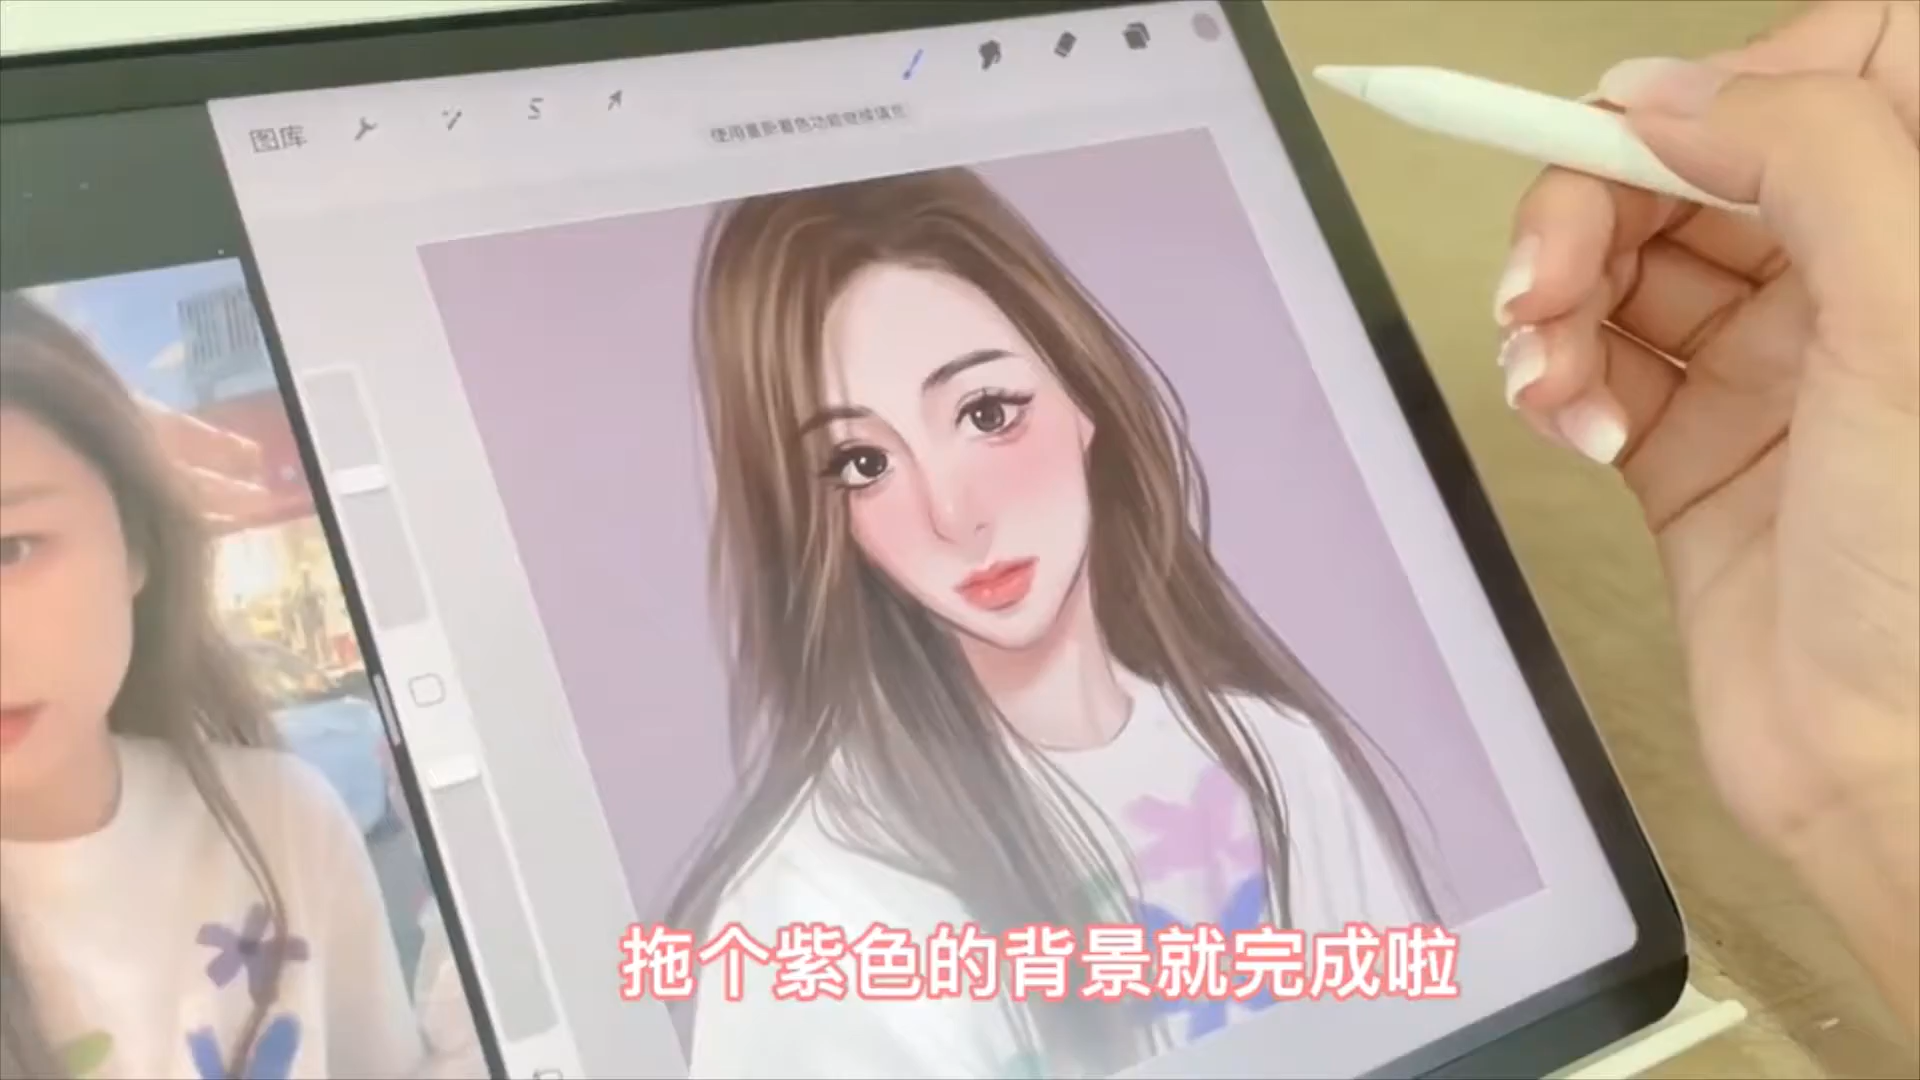 图库
使用重新着色功能继续填充
拖个紫色的背景就完成啦